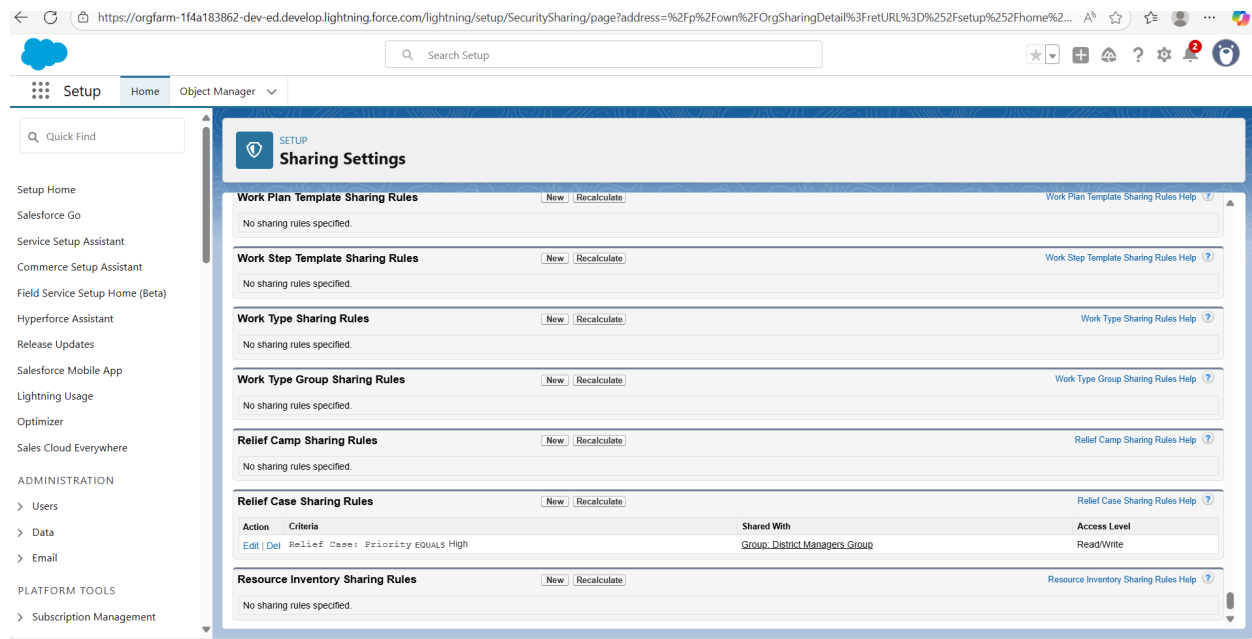 https://orgfarm-1f4a183862-dev-ed.develop.lightning.force.com/lightning/setup/SecuritySharing/page?address=%2Fp%2Fown%2FOrgSharingDetail%3FretURL%3D%252Fsetup%252Fhome%2...
Search Setup
2
Setup Home Object Manager
Quick Find
SETUP
Sharing Settings
Setup Home
Salesforce Go
Service Setup Assistant
Commerce Setup Assistant
Field Service Setup Home (Beta)
Hyperforce Assistant
Release Updates
Salesforce Mobile App
Lightning Usage
Optimizer
Sales Cloud Everywhere
ADMINISTRATION
> Users
> Data
> Email
PLATFORM TOOLS
> Subscription Management
Work Plan Template Sharing Rules New Recalculate Work Plan Template Sharing Rules Help ?
No sharing rules specified.
Work Step Template Sharing Rules New Recalculate Work Step Template Sharing Rules Help ?
No sharing rules specified.
Work Type Sharing Rules New Recalculate Work Type Sharing Rules Help ?
No sharing rules specified.
Work Type Group Sharing Rules New Recalculate Work Type Group Sharing Rules Help ?
No sharing rules specified.
Relief Camp Sharing Rules New Recalculate Relief Camp Sharing Rules Help ?
No sharing rules specified.
Relief Case Sharing Rules New Recalculate Relief Case Sharing Rules Help ?
Action Criteria Shared With Access Level
Edit | Del Relief Case: Priority EQUALS High Group: District Managers Group Read/Write
Resource Inventory Sharing Rules New Recalculate Resource Inventory Sharing Rules Help ?
No sharing rules specified.